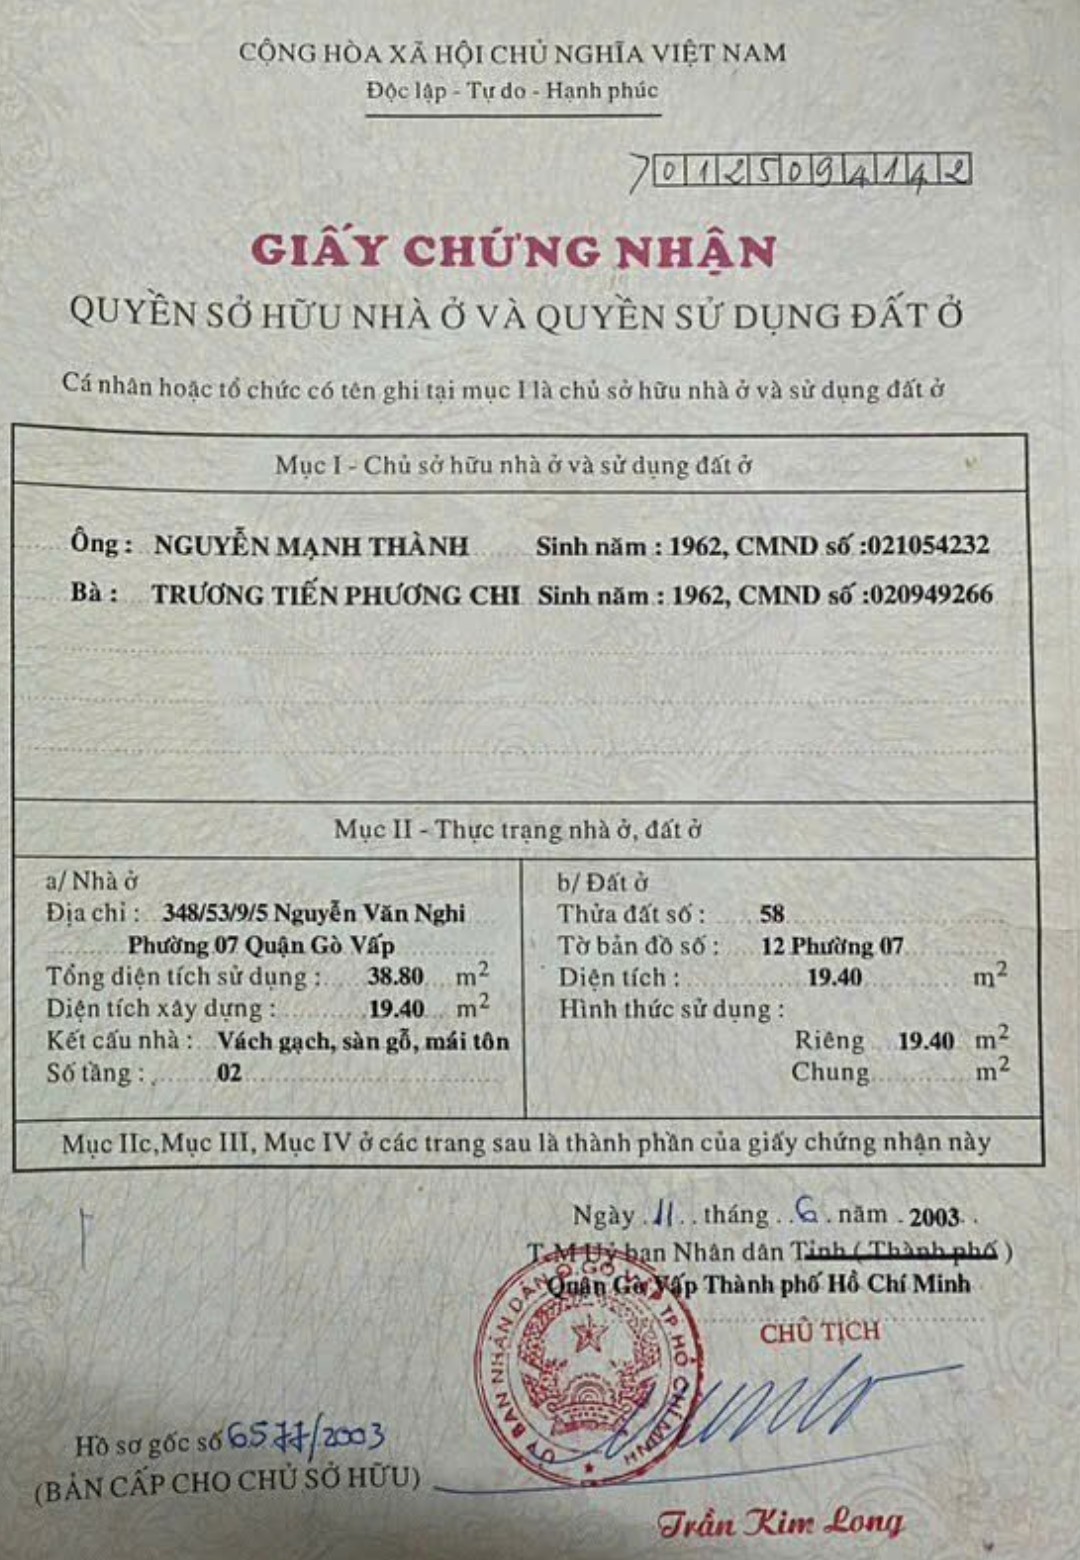 CỘNG HÒA XÃ HỘI CHỦ NGHĨA VIỆT NAM
Độc lập - Tự do - Hạnh phúc
70125094142
GIẤY CHỨNG NHẬN
QUYỀN SỞ HỮU NHÀ Ở VÀ QUYỀN SỬ DỤNG ĐẤT Ở
Cá nhân hoặc tổ chức có tên ghi tại mục I là chủ sở hữu nhà ở và sử dụng đất ở
Mục I - Chủ sở hữu nhà ở và sử dụng đất ở
Ông : NGUYỄN MẠNH THÀNH Sinh năm : 1962, CMND số :021054232
Bà : TRƯƠNG TIẾN PHƯƠNG CHI Sinh năm : 1962, CMND số :020949266
Mục II - Thực trạng nhà ở, đất ở
a/ Nhà ở
Địa chỉ : 348/53/9/5 Nguyễn Văn Nghi
Phường 07 Quận Gò Vấp
Tổng diện tích sử dụng : 38.80 m²
Diện tích xây dựng : 19.40 m²
Kết cấu nhà : Vách gạch, sàn gỗ, mái tôn
Số tầng : 02
b/ Đất ở
Thửa đất số : 58
Tờ bản đồ số : 12 Phường 07
Diện tích : 19.40 m²
Hình thức sử dụng :
Riêng 19.40 m²
Chung m²
Mục IIc,Mục III, Mục IV ở các trang sau là thành phần của giấy chứng nhận này
Ngày 11 tháng 6 năm 2003
T.M Uỷ ban Nhân dân Tỉnh ( Thành phố )
Quận Gò Vấp Thành phố Hồ Chí Minh
CHỦ TỊCH
ỦY BAN NHÂN DÂN Q. GÒ VẤP TP HỒ CHÍ MINH
Hồ sơ gốc số 6577/2003
(BẢN CẤP CHO CHỦ SỞ HỮU)
Trần Kim Long